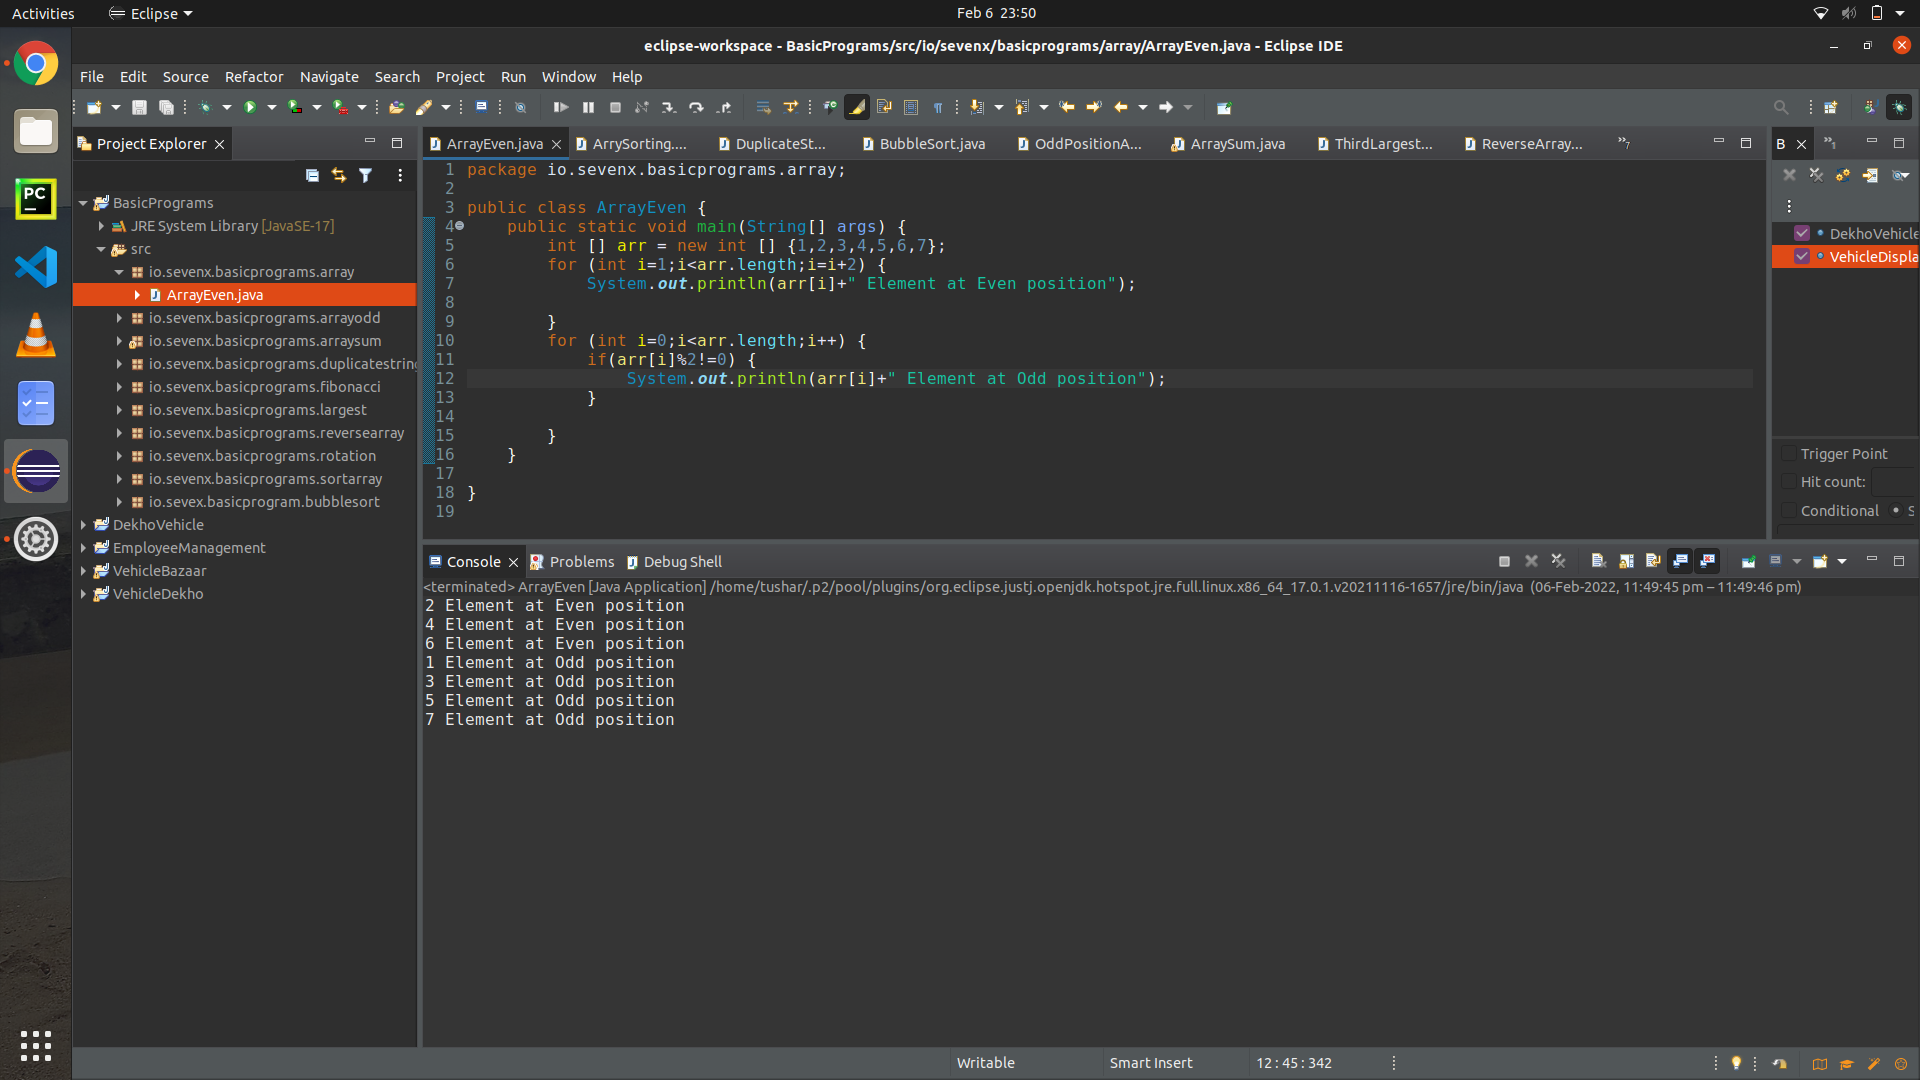 Activities
Eclipse
Feb 6 23:50
eclipse-workspace - BasicPrograms/src/io/sevenx/basicprograms/array/ArrayEven.java - Eclipse IDE
File Edit Source Refactor Navigate Search Project Run Window Help
Project Explorer
BasicPrograms
JRE System Library [JavaSE-17]
src
io.sevenx.basicprograms.array
ArrayEven.java
io.sevenx.basicprograms.arrayodd
io.sevenx.basicprograms.arraysum
io.sevenx.basicprograms.duplicatestring
io.sevenx.basicprograms.fibonacci
io.sevenx.basicprograms.largest
io.sevenx.basicprograms.reversearray
io.sevenx.basicprograms.rotation
io.sevenx.basicprograms.sortarray
io.sevex.basicprogram.bubblesort
DekhoVehicle
EmployeeManagement
VehicleBazaar
VehicleDekho
ArrayEven.java ArrySorting.... DuplicateSt... BubbleSort.java OddPositionA... ArraySum.java ThirdLargest... ReverseArray... »7
1 package io.sevenx.basicprograms.array;
2
3 public class ArrayEven {
4 public static void main(String[] args) {
5 int [] arr = new int [] {1,2,3,4,5,6,7};
6 for (int i=1;i<arr.length;i=i+2) {
7 System.out.println(arr[i]+" Element at Even position");
8
9 }
10 for (int i=0;i<arr.length;i++) {
11 if(arr[i]%2!=0) {
12 System.out.println(arr[i]+" Element at Odd position");
13 }
14
15 }
16 }
17
18 }
19
B »1
DekhoVehicle
VehicleDispla
Trigger Point
Hit count:
Conditional S
Console Problems Debug Shell
<terminated> ArrayEven [Java Application] /home/tushar/.p2/pool/plugins/org.eclipse.justj.openjdk.hotspot.jre.full.linux.x86_64_17.0.1.v20211116-1657/jre/bin/java (06-Feb-2022, 11:49:45 pm – 11:49:46 pm)
2 Element at Even position
4 Element at Even position
6 Element at Even position
1 Element at Odd position
3 Element at Odd position
5 Element at Odd position
7 Element at Odd position
Writable
Smart Insert
12 : 45 : 342
PC